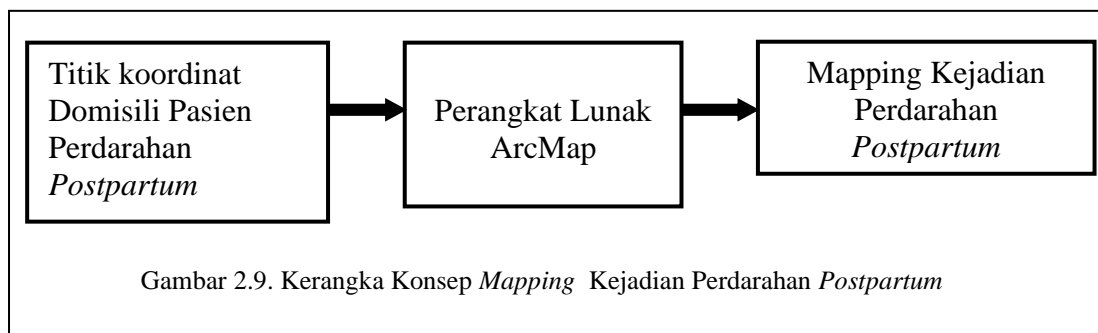 Titik koordinat
Domisili Pasien
Perdarahan
Postpartum
Perangkat Lunak
ArcMap
Mapping Kejadian
Perdarahan
Postpartum
Gambar 2.9. Kerangka Konsep Mapping Kejadian Perdarahan Postpartum